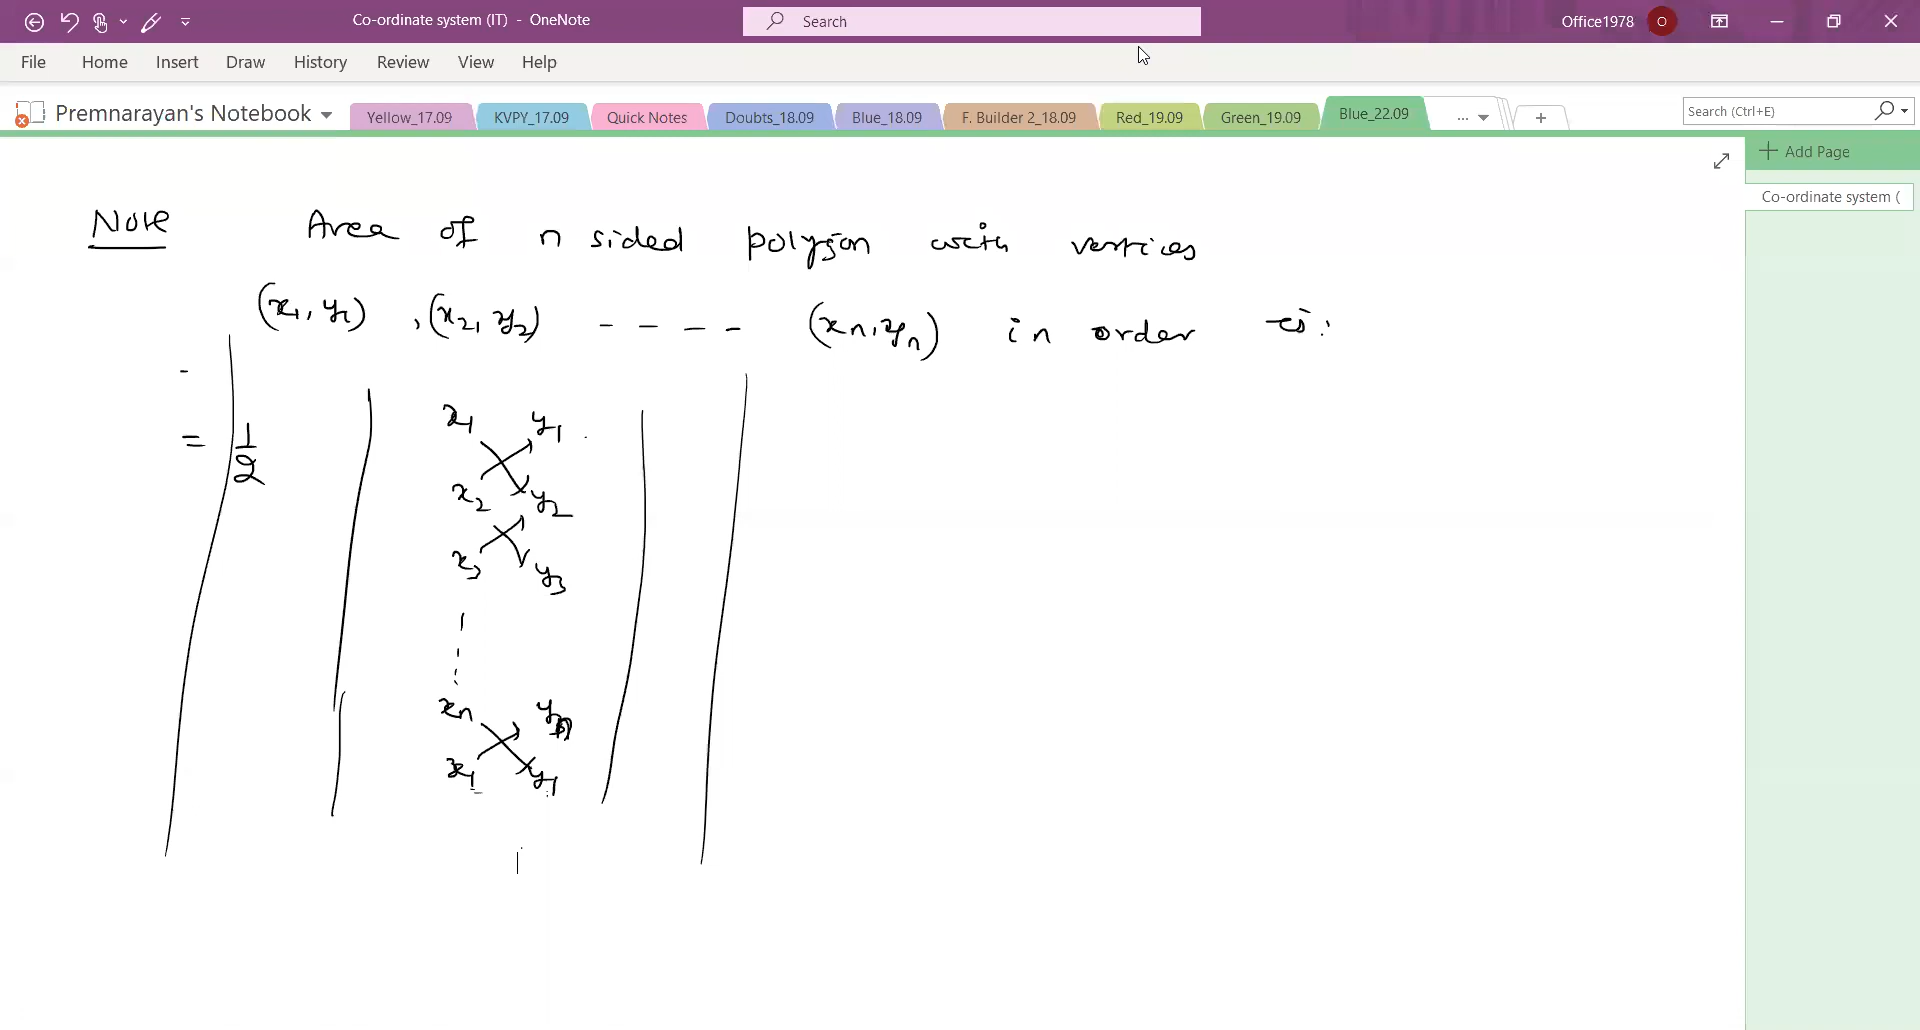 Co-ordinate system (IT) - OneNote
Search
Office1978
O
File Home Insert Draw History Review View Help
Premnarayan's Notebook
Yellow_17.09 KVPY_17.09 Quick Notes Doubts_18.09 Blue_18.09 F. Builder 2_18.09 Red_19.09 Green_19.09 Blue_22.09 ... +
Search (Ctrl+E)
Add Page
Co-ordinate system (
Note Area of n sided polygon with vertices
(x1, y1) , (x2, y2) - - - - (xn, yn) in order
= 1/2
x1 y1
x2 y2
x3 y3
xn yn
x1 y1